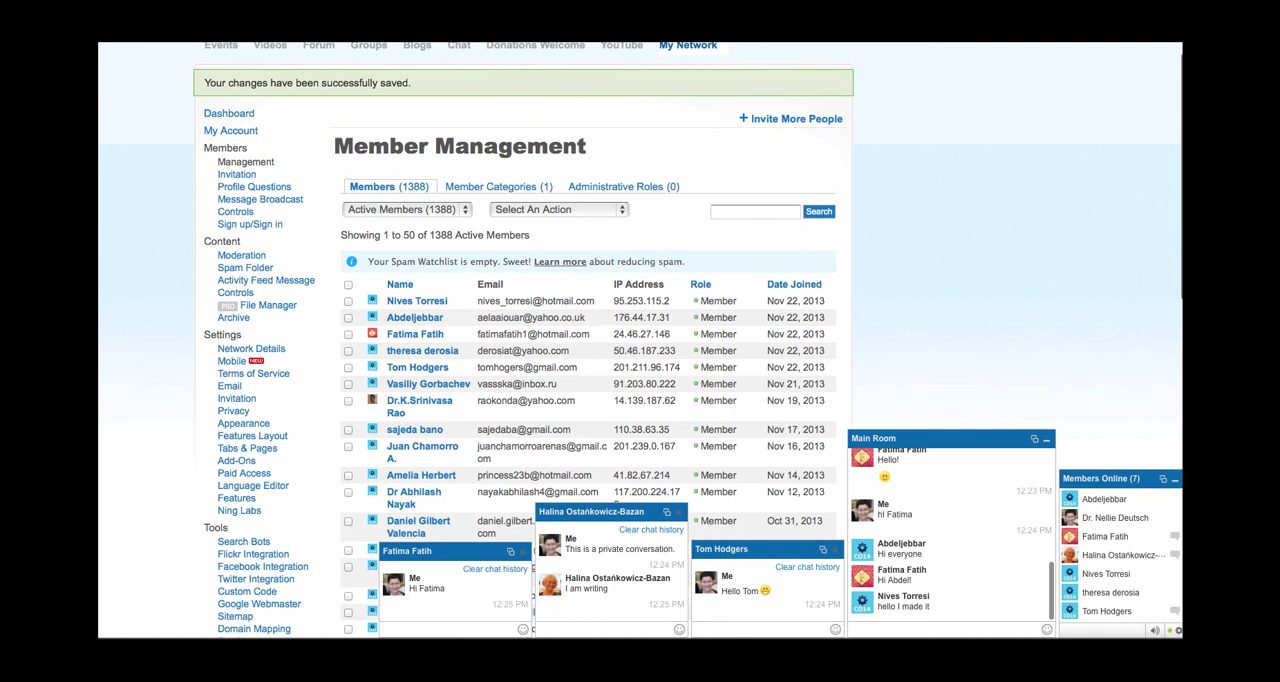 Events Videos Forum Groups Blogs Chat Donations Welcome YouTube My Network
Your changes have been successfully saved.
Dashboard
My Account
Members
Management
Invitation
Profile Questions
Message Broadcast
Controls
Sign up/Sign in
Content
Moderation
Spam Folder
Activity Feed Message
Controls
PRO File Manager
Archive
Settings
Network Details
Mobile NEW
Terms of Service
Email
Invitation
Privacy
Appearance
Features Layout
Tabs & Pages
Add-Ons
Paid Access
Language Editor
Features
Ning Labs
Tools
Search Bots
Flickr Integration
Facebook Integration
Twitter Integration
Custom Code
Google Webmaster
Sitemap
Domain Mapping
+ Invite More People
Member Management
Members (1388) Member Categories (1) Administrative Roles (0)
Active Members (1388) Select An Action Search
Showing 1 to 50 of 1388 Active Members
Your Spam Watchlist is empty. Sweet! Learn more about reducing spam.
Name Email IP Address Role Date Joined
Nives Torresi nives_torresi@hotmail.com 95.253.115.2 Member Nov 22, 2013
Abdeljebbar aelaaiouar@yahoo.co.uk 176.44.17.31 Member Nov 22, 2013
Fatima Fatih fatimafatih1@hotmail.com 24.46.27.146 Member Nov 22, 2013
theresa derosia derosiat@yahoo.com 50.46.187.233 Member Nov 22, 2013
Tom Hodgers tomhogers@gmail.com 201.211.96.174 Member Nov 22, 2013
Vasiliy Gorbachev vassska@inbox.ru 91.203.80.222 Member Nov 21, 2013
Dr.K.Srinivasa raokonda@yahoo.com 14.139.187.62 Member Nov 19, 2013
Rao
sajeda bano sajedaba@gmail.com 110.38.63.35 Member Nov 17, 2013
Juan Chamorro juanchamorroarenas@gmail.c 201.239.0.167 Member Nov 16, 2013
A. om
Amelia Herbert princess23b@hotmail.com 41.82.67.214 Member Nov 14, 2013
Dr Abhilash nayakabhilash4@gmail.com 117.200.224.17 Member Nov 12, 2013
Nayak
Daniel Gilbert daniel.gilbert. Member Oct 31, 2013
Valencia com
Fatima Fatih
Clear chat history
Me
Hi Fatima
12:25 PM
Halina Ostańkowicz-Bazan
Clear chat history
Me
This is a private conversation.
12:24 PM
Halina Ostańkowicz-Bazan
I am writing
12:25 PM
Tom Hodgers
Clear chat history
Me
Hello Tom
12:24 PM
Main Room
Fatima Fatih
Hello!
12:23 PM
Me
hI Fatima
12:24 PM
Abdeljebbar
Hi everyone
Fatima Fatih
Hi Abdel!
Nives Torresi
hello I made it
CO14
CO14
Members Online (7)
Abdeljebbar
Dr. Nellie Deutsch
Fatima Fatih
Halina Ostańkowicz-...
Nives Torresi
theresa derosia
Tom Hodgers